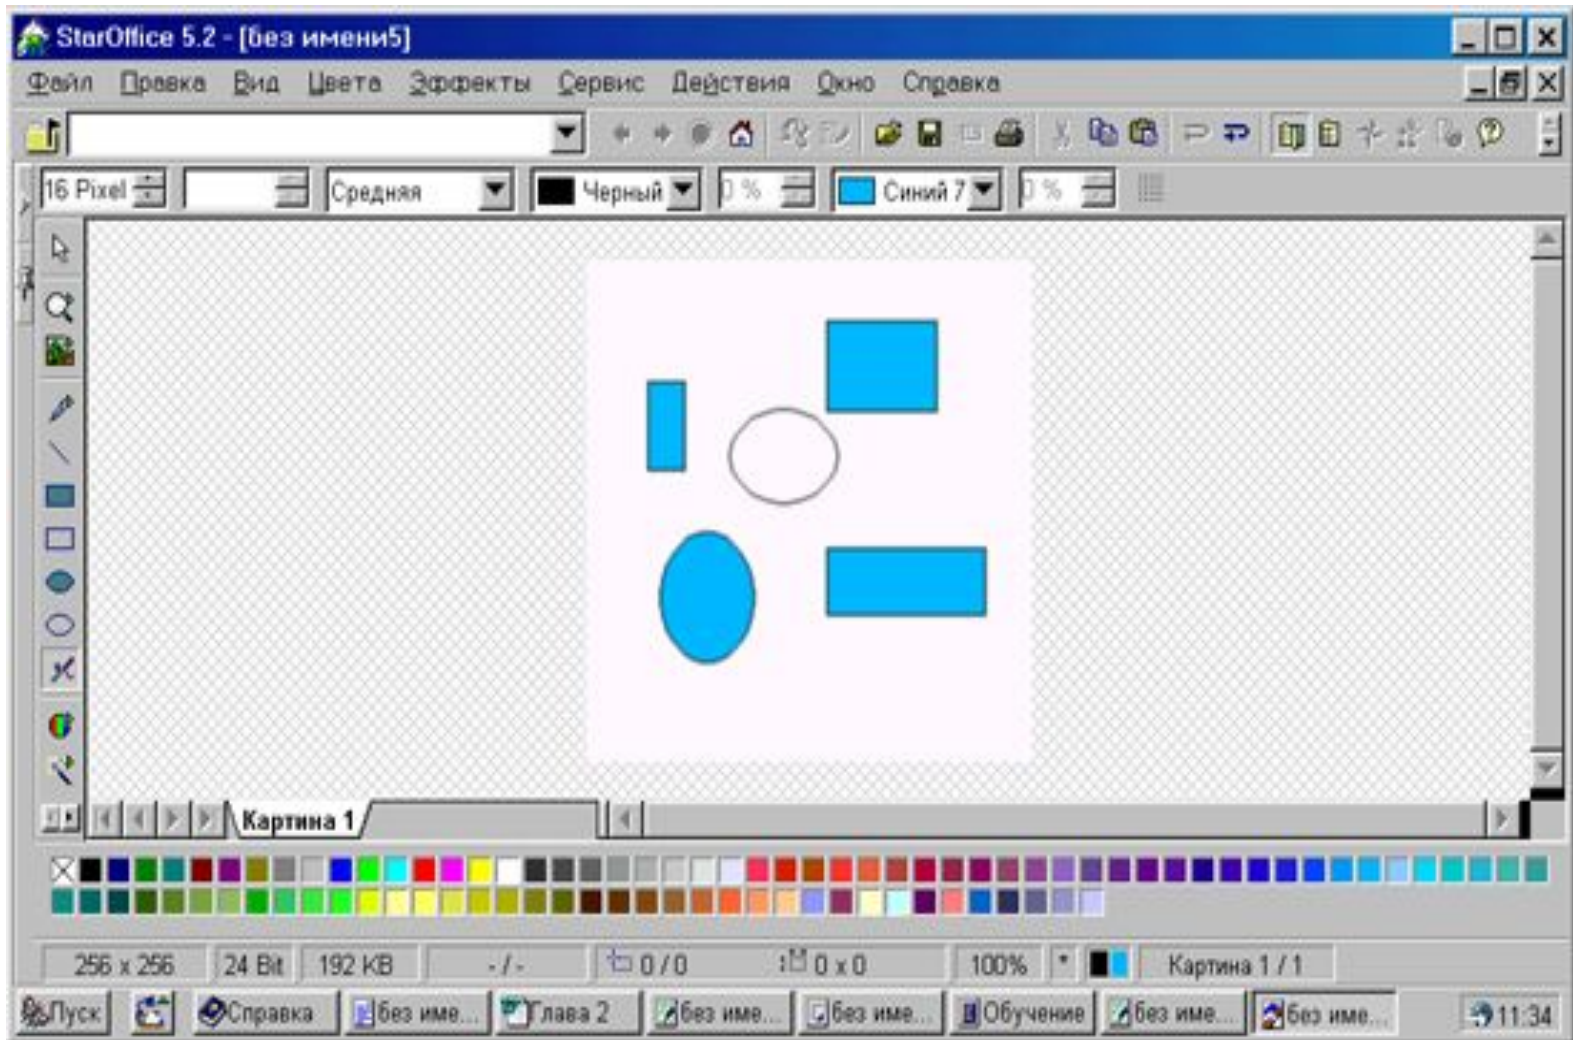 StarOffice 5.2 - [без имени5]
Файл Правка Вид Цвета Эффекты Сервис Действия Окно Справка
16 Pixel Средняя Черный 0 % Синий 7 0 %
Картина 1
256 x 256 24 Bit 192 KB - / - 0 / 0 0 x 0 100% * Картина 1 / 1
Пуск Справка без име... Глава 2 без име... без име... Обучение без име... без име... 11:34